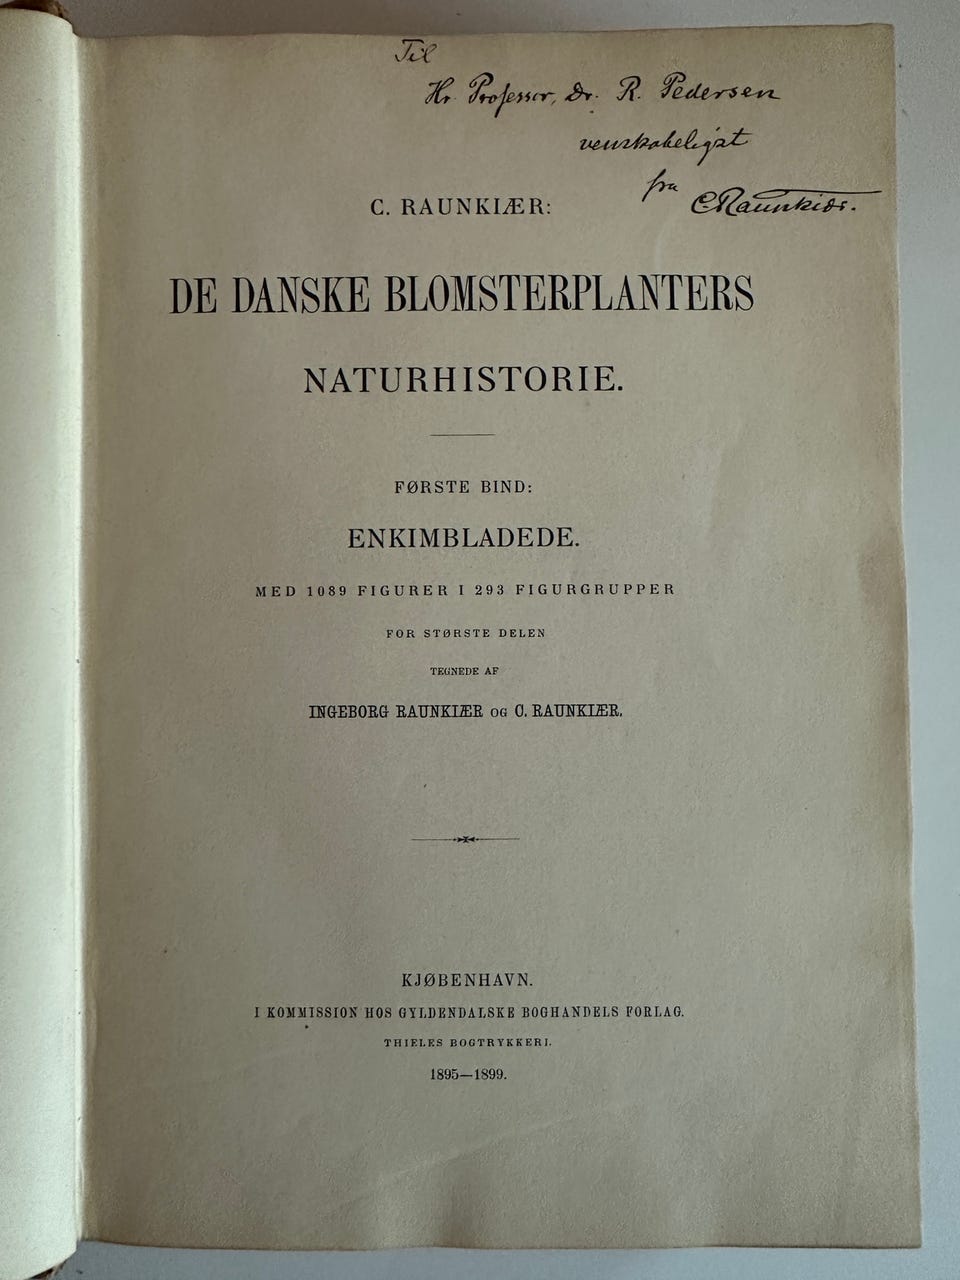 Til
Hr. Professor, Dr. R. Pedersen
venskabeligst
fra C Raunkiær.
C. RAUNKIÆR:
DE DANSKE BLOMSTERPLANTERS
NATURHISTORIE.
FØRSTE BIND:
ENKIMBLADEDE.
MED 1089 FIGURER I 293 FIGURGRUPPER
FOR STØRSTE DELEN
TEGNEDE AF
INGEBORG RAUNKIÆR OG C. RAUNKIÆR.
KJØBENHAVN.
I KOMMISSION HOS GYLDENDALSKE BOGHANDELS FORLAG.
THIELES BOGTRYKKERI.
1895—1899.